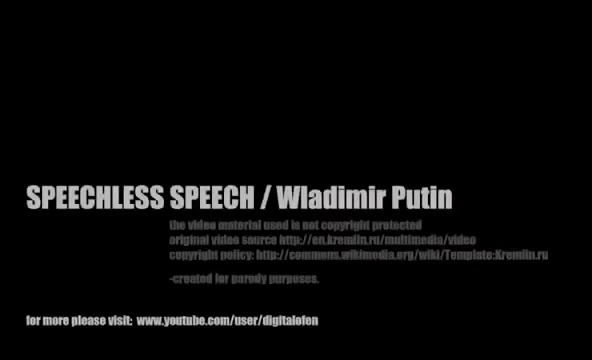 SPEECHLESS SPEECH / Wladimir Putin
the video material used is not copyright protected
original video source http://en.kremlin.ru/multimedia/video
copyright policy: http://commons.wikimedia.org/wiki/Template:Kremlin.ru
-created for parody purposes.
for more please visit: www.youtube.com/user/digitalofen